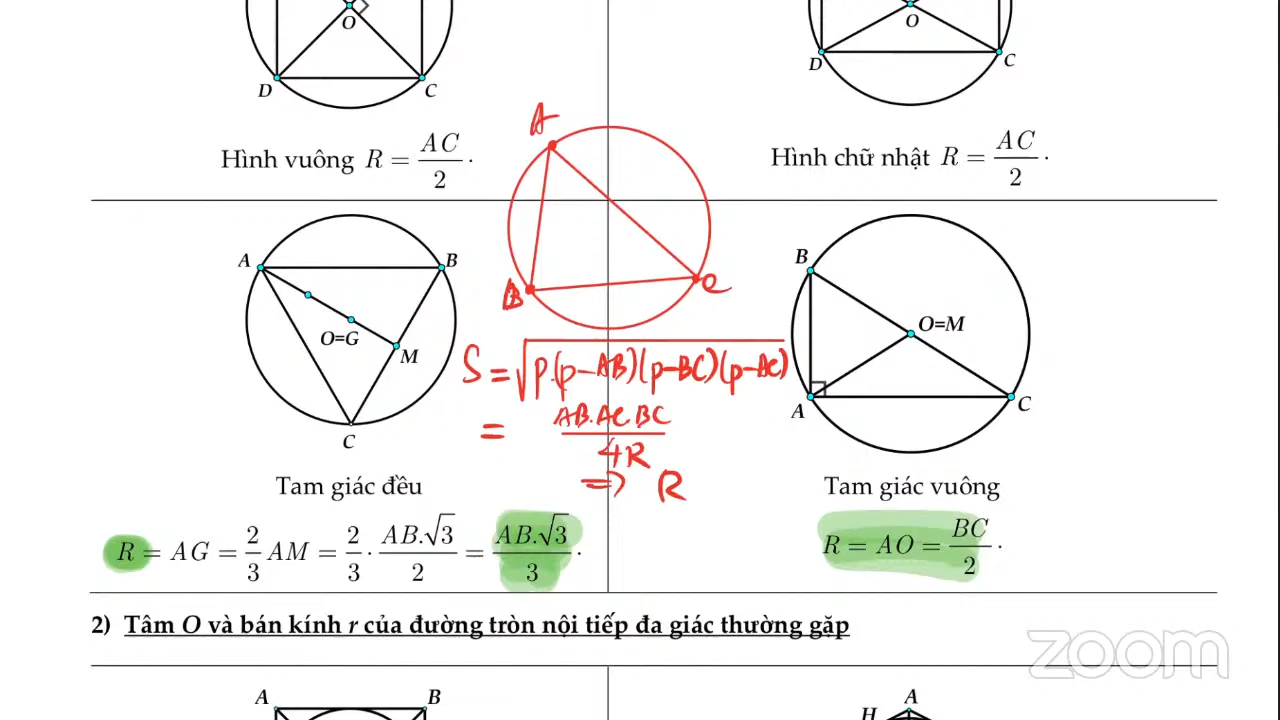 O
D
C
O
D
C
Hình vuông R = AC/2 .
Hình chữ nhật R = AC/2 .
A
B
C
S = √p.(p-AB)(p-BC)(p-AC)
= AB.AC.BC/4R
=> R
A
B
O=G
M
C
Tam giác đều
R = AG = 2/3 AM = 2/3 . AB.√3/2 = AB.√3/3 .
B
O=M
A
C
Tam giác vuông
R = AO = BC/2 .
2) Tâm O và bán kính r của đường tròn nội tiếp đa giác thường gặp
zoom
A
B
A
H